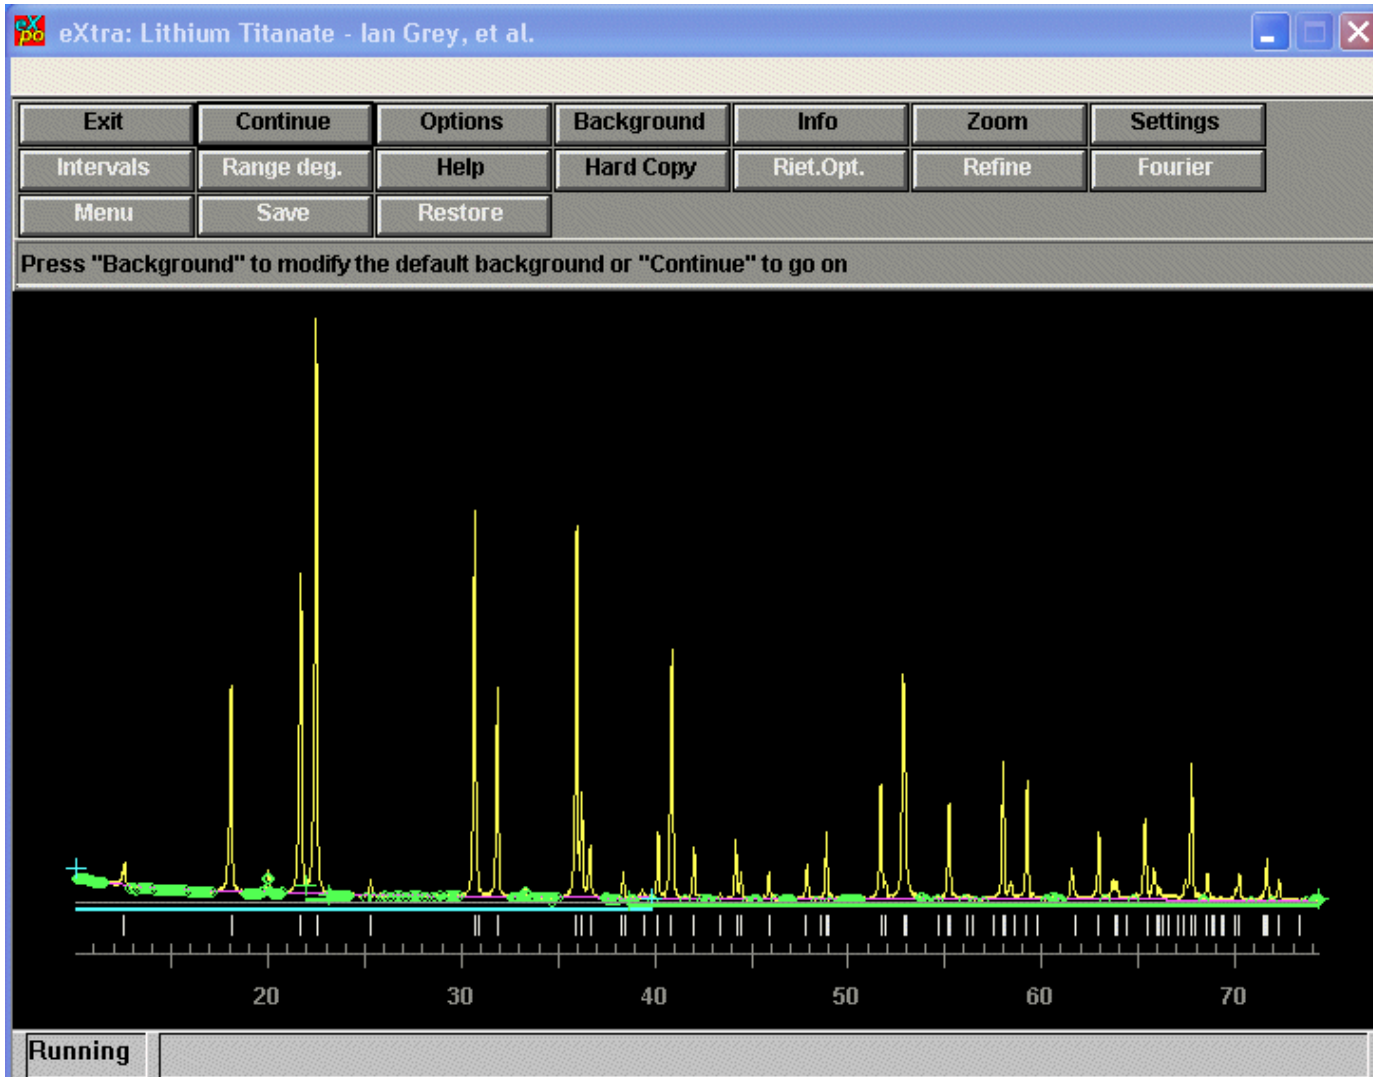 eXpo eXtra: Lithium Titanate - Ian Grey, et al.
Exit Continue Options Background Info Zoom Settings
Intervals Range deg. Help Hard Copy Riet.Opt. Refine Fourier
Menu Save Restore
Press "Background" to modify the default background or "Continue" to go on
20 30 40 50 60 70
Running